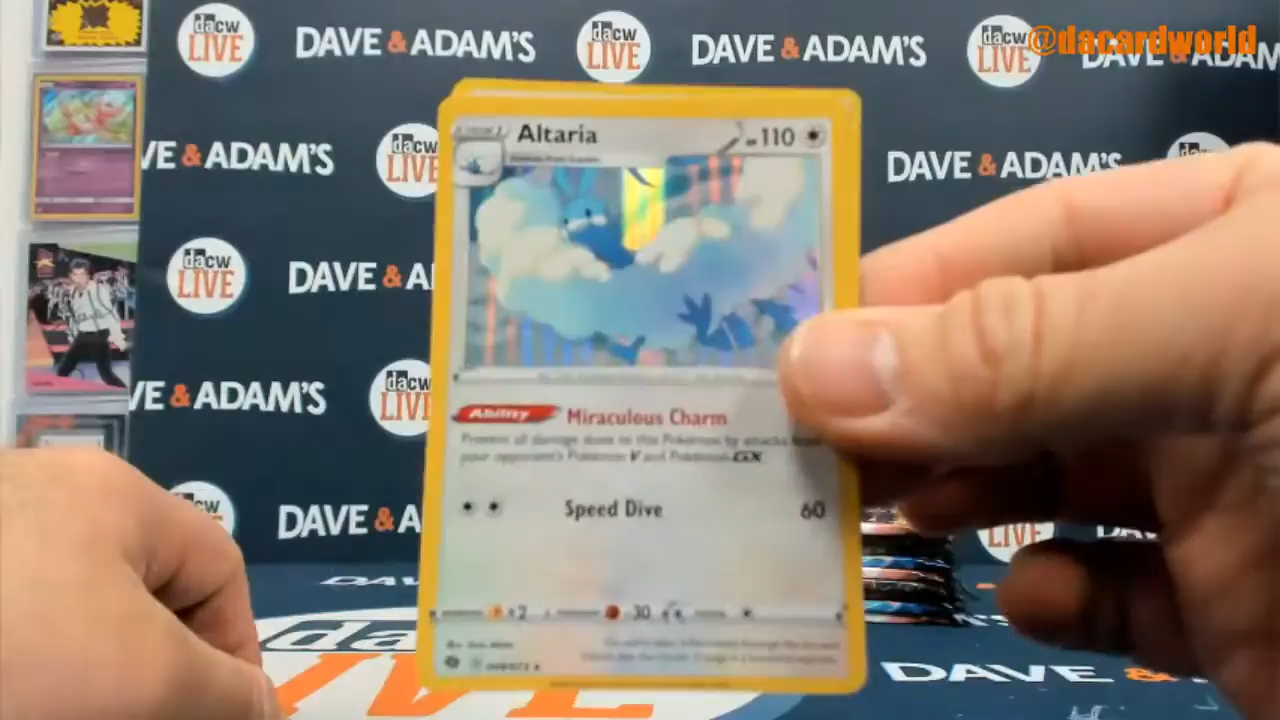 @dacardworld
dacw LIVE
DAVE & ADAM'S
dacw LIVE
DAVE & ADAM'S
dacw LIVE
DAVE & ADAM
VE & ADAM'S
dacw LIVE
DAVE & ADAM'S
dacw LIVE
DAVE & A
VE & ADAM'S
dacw LIVE
DAVE & A
LIVE
DAVE &
Altaria
110
Ability Miraculous Charm
Prevent all damage done to this Pokémon by attacks from
your opponent's Pokémon V and Pokémon-GX
Speed Dive 60
×2 -30